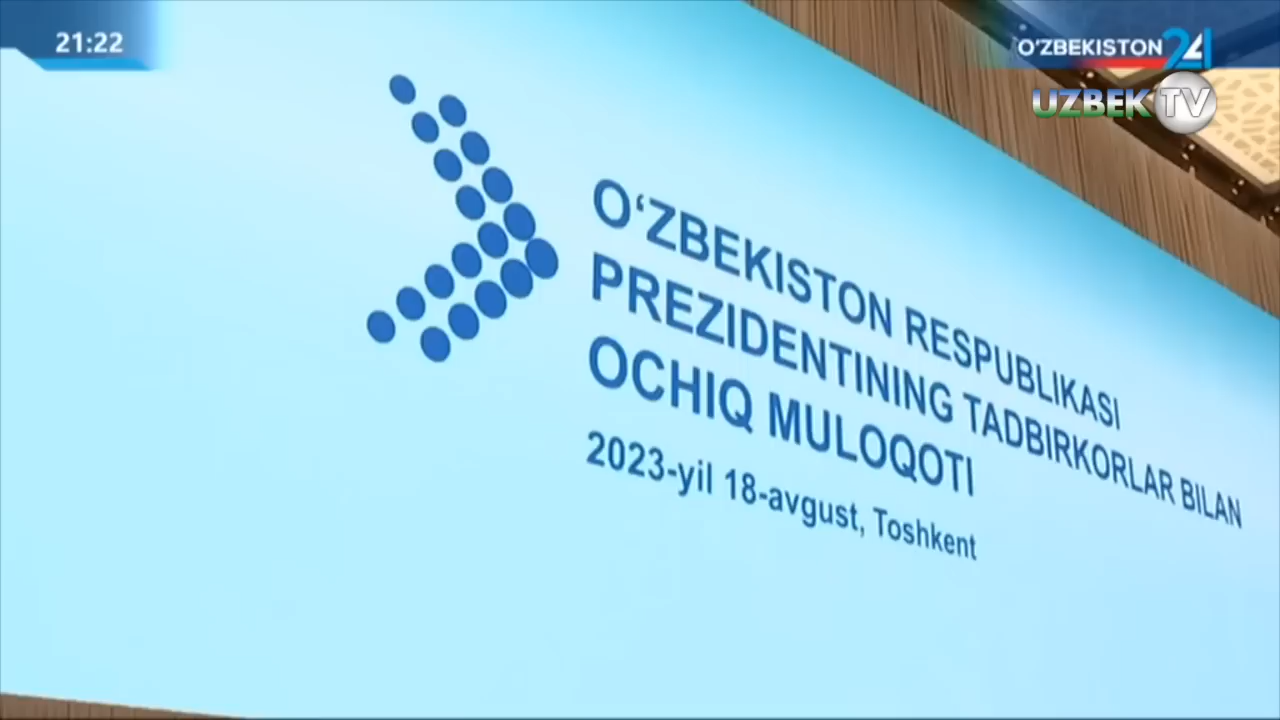 21:22
O‘ZBEKISTON 24
UZBEK TV
O‘ZBEKISTON RESPUBLIKASI
PREZIDENTINING TADBIRKORLAR BILAN
OCHIQ MULOQOTI
2023-yil 18-avgust, Toshkent